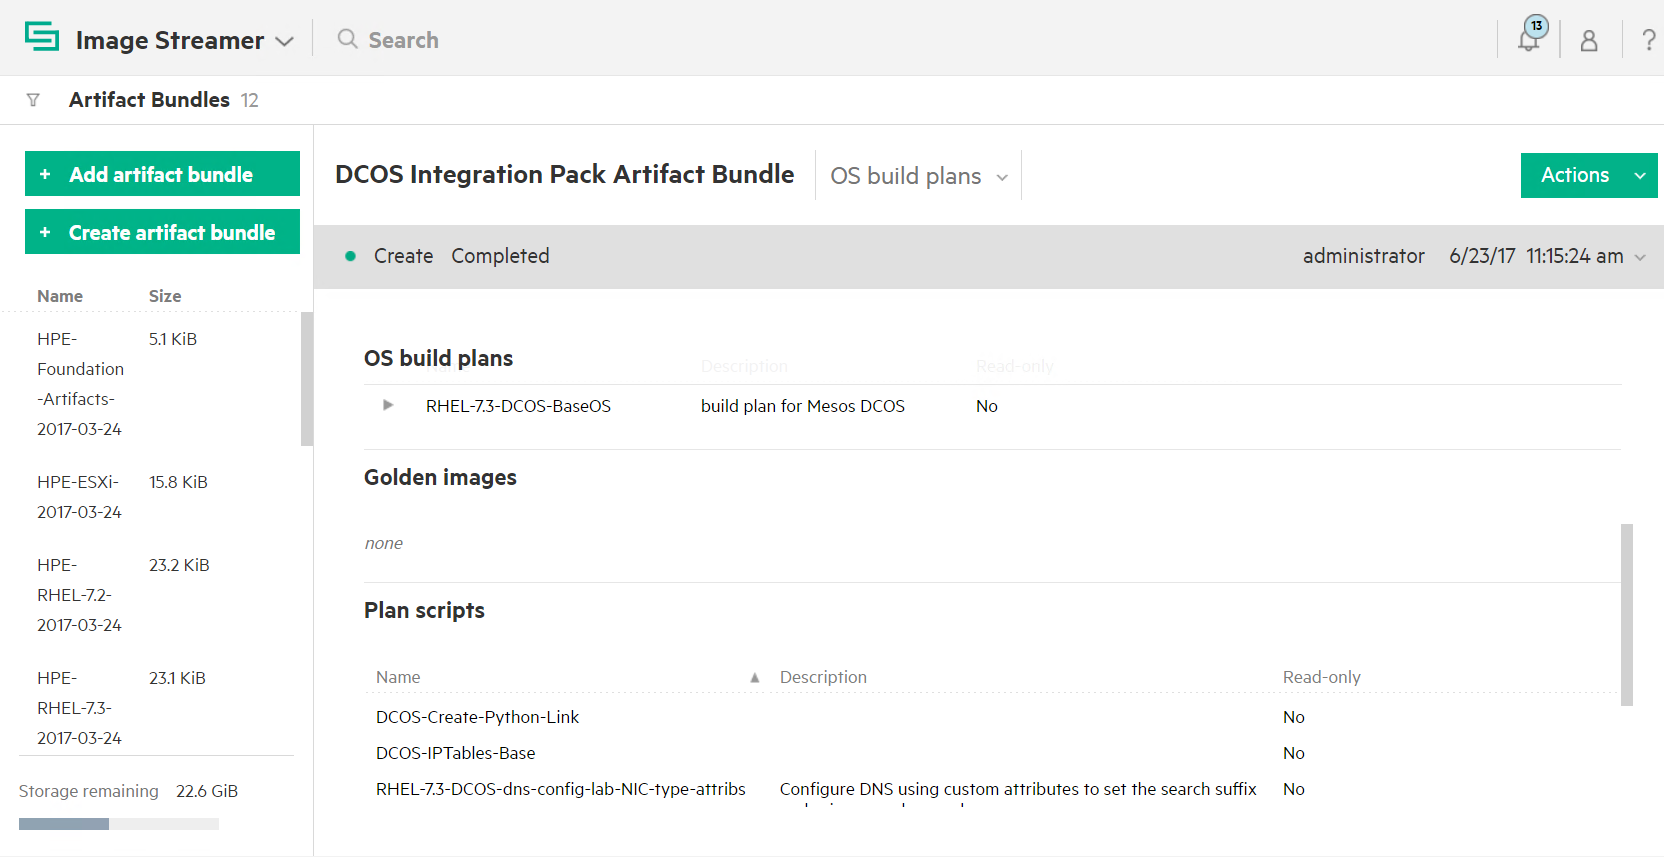 Image Streamer
Search
13
?
Artifact Bundles 12
+ Add artifact bundle
+ Create artifact bundle
Name Size
HPE- 5.1 KiB
Foundation
-Artifacts-
2017-03-24
HPE-ESXi- 15.8 KiB
2017-03-24
HPE- 23.2 KiB
RHEL-7.2-
2017-03-24
HPE- 23.1 KiB
RHEL-7.3-
2017-03-24
Storage remaining 22.6 GiB
DCOS Integration Pack Artifact Bundle OS build plans
Actions
Create Completed administrator 6/23/17 11:15:24 am
OS build plans
Description Read-only
RHEL-7.3-DCOS-BaseOS build plan for Mesos DCOS No
Golden images
none
Plan scripts
Name Description Read-only
DCOS-Create-Python-Link No
DCOS-IPTables-Base No
RHEL-7.3-DCOS-dns-config-lab-NIC-type-attribs Configure DNS using custom attributes to set the search suffix No